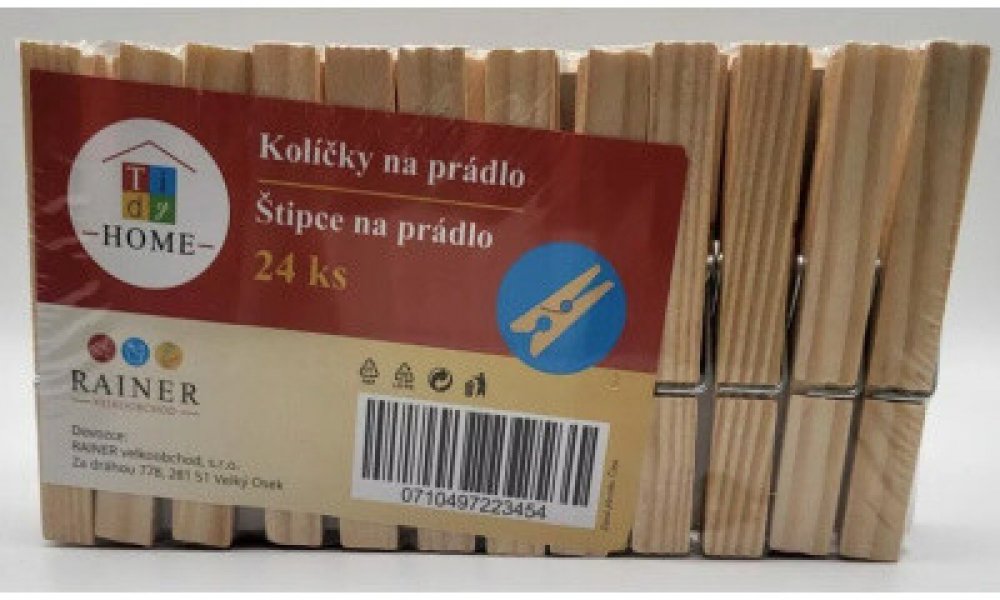 Ti
dy
HOME
Kolíčky na prádlo
Štipce na prádlo
24 ks
RAINER
VELKOOBCHOD
Dovozce:
RAINER velkoobchod, s.r.o.
Za dráhou 778, 281 51 Velký Osek
0710497223454